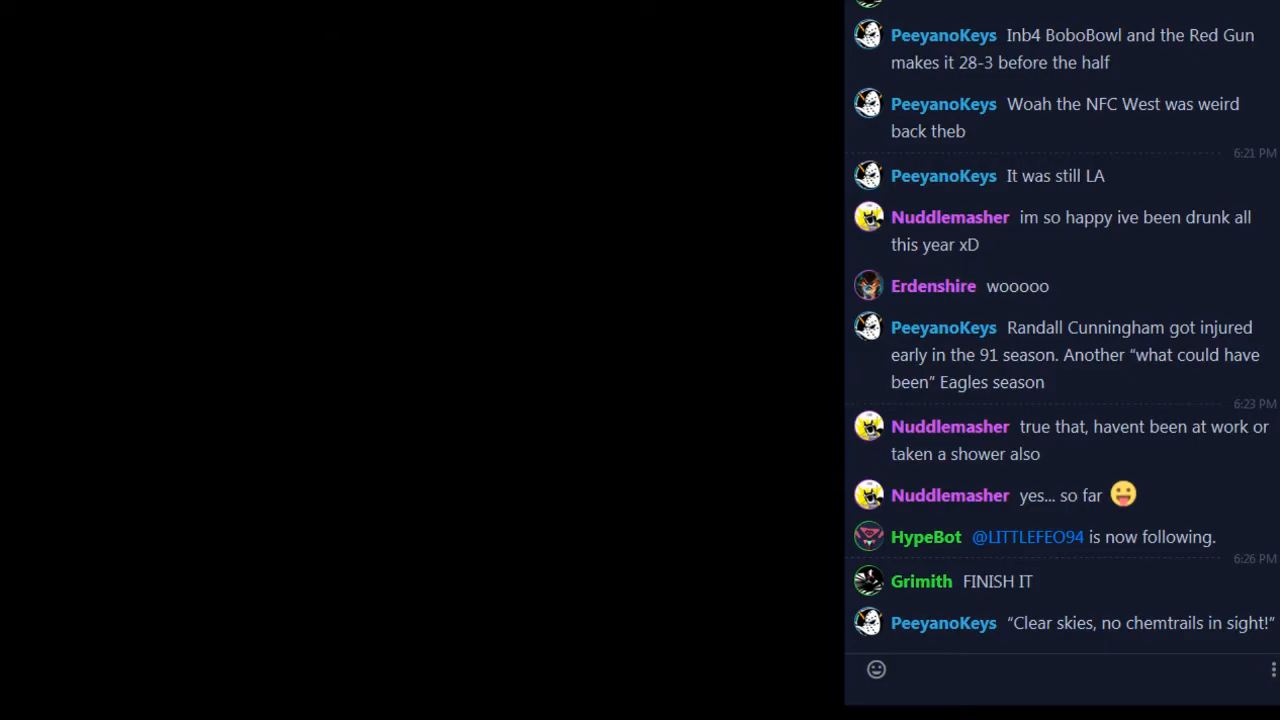 PeeyanoKeys Inb4 BoboBowl and the Red Gun
makes it 28-3 before the half
PeeyanoKeys Woah the NFC West was weird
back theb
6:21 PM
PeeyanoKeys It was still LA
Nuddlemasher im so happy ive been drunk all
this year xD
Erdenshire wooooo
PeeyanoKeys Randall Cunningham got injured
early in the 91 season. Another “what could have
been” Eagles season
6:23 PM
Nuddlemasher true that, havent been at work or
taken a shower also
Nuddlemasher yes... so far
HypeBot @LITTLEFEO94 is now following.
6:26 PM
Grimith FINISH IT
PeeyanoKeys “Clear skies, no chemtrails in sight!”